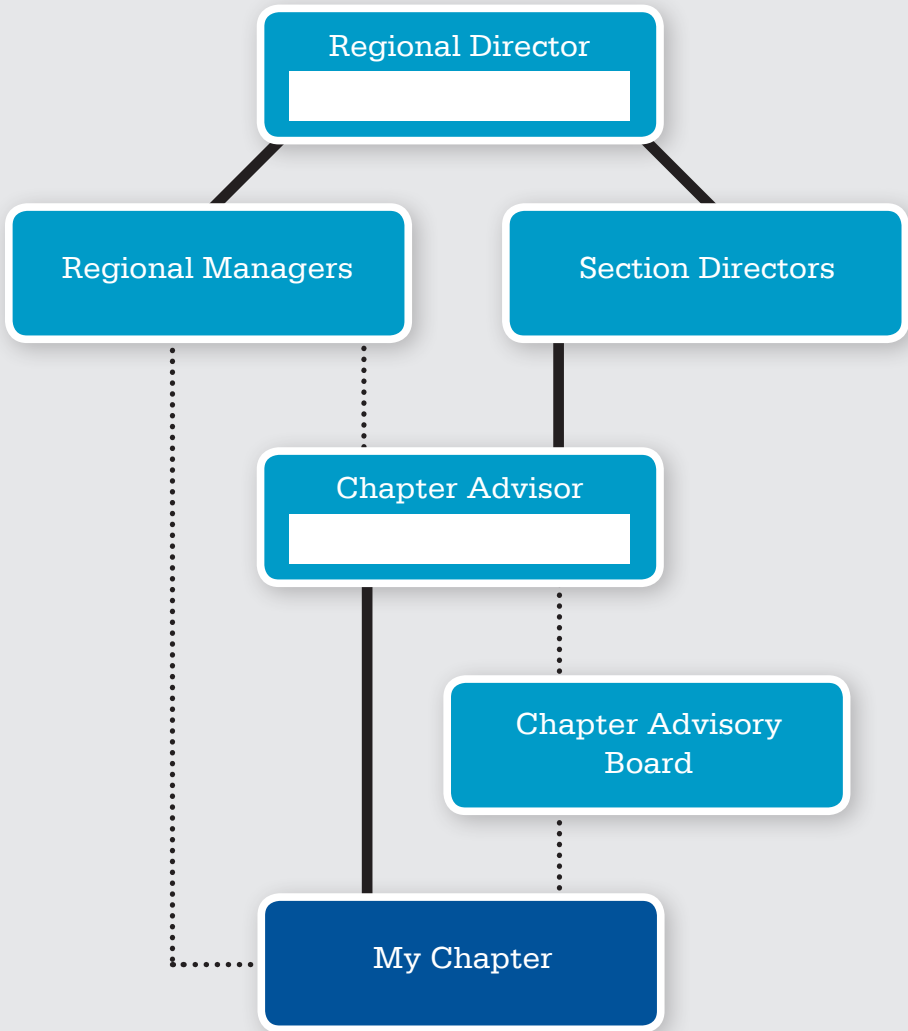 Regional Director
Regional Managers
Section Directors
Chapter Advisor
Chapter Advisory
Board
My Chapter